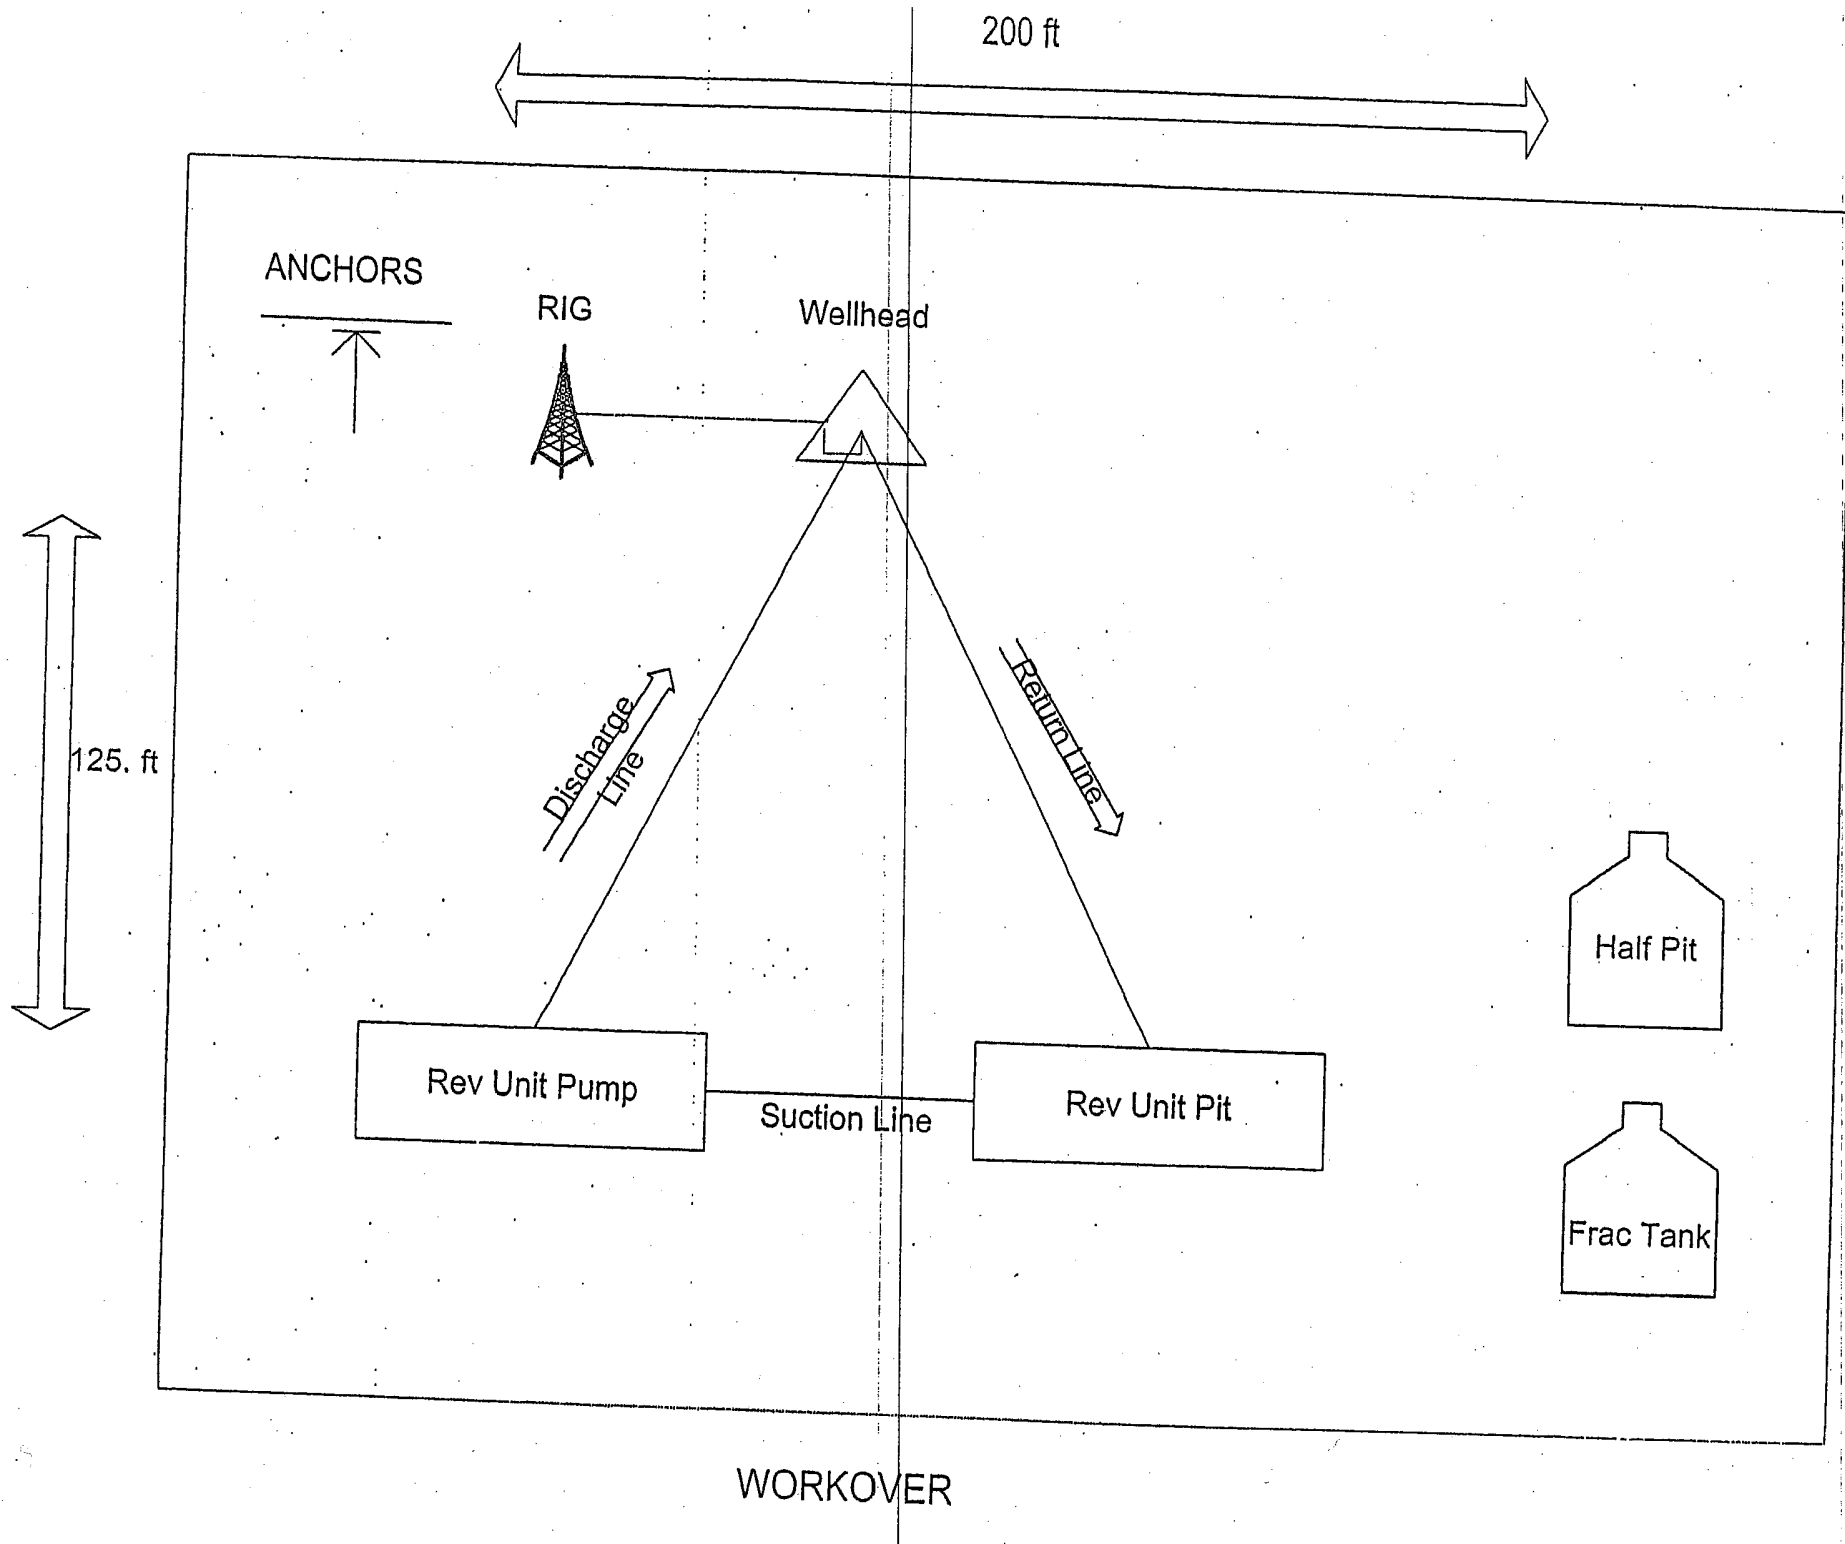 200 ft
ANCHORS
RIG
Wellhead
125. ft
Discharge
Line
Return Line
Half Pit
Rev Unit Pump
Suction Line
Rev Unit Pit
Frac Tank
WORKOVER